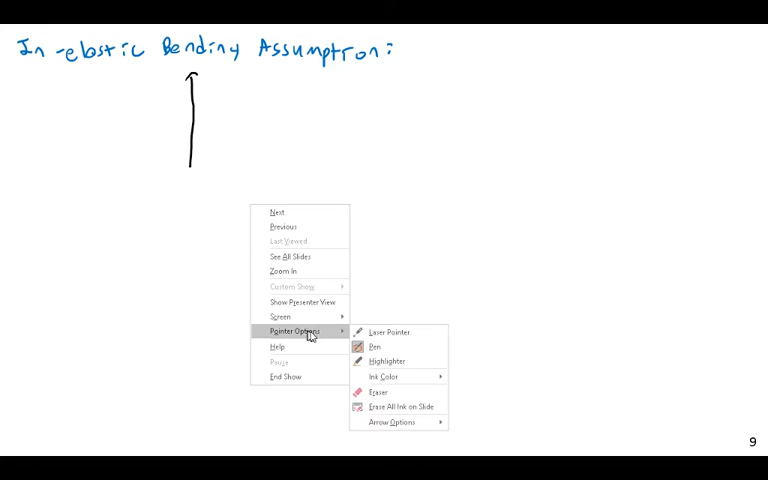 In-elastic Bending Assumption:
Next
Previous
Last Viewed
See All Slides
Zoom In
Custom Show
Show Presenter View
Screen
Pointer Options
Help
Pause
End Show
Laser Pointer
Pen
Highlighter
Ink Color
Eraser
Erase All Ink on Slide
Arrow Options
9